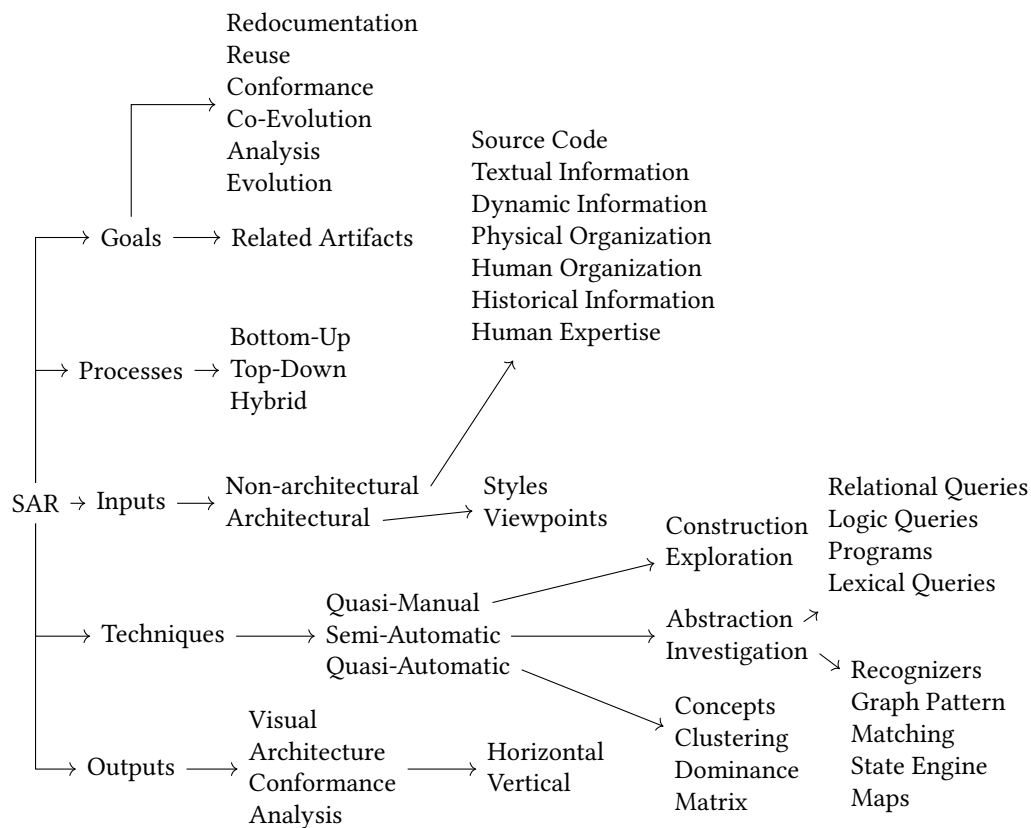 Redocumentation
Reuse
Conformance
Co-Evolution
Analysis
Evolution
Source Code
Textual Information
Dynamic Information
Physical Organization
Human Organization
Historical Information
Human Expertise
Goals
Related Artifacts
Processes
Bottom-Up
Top-Down
Hybrid
SAR
Inputs
Non-architectural
Architectural
Styles
Viewpoints
Construction
Exploration
Relational Queries
Logic Queries
Programs
Lexical Queries
Techniques
Quasi-Manual
Semi-Automatic
Quasi-Automatic
Abstraction
Investigation
Recognizers
Graph Pattern
Matching
State Engine
Maps
Concepts
Clustering
Dominance
Matrix
Outputs
Visual
Architecture
Conformance
Analysis
Horizontal
Vertical